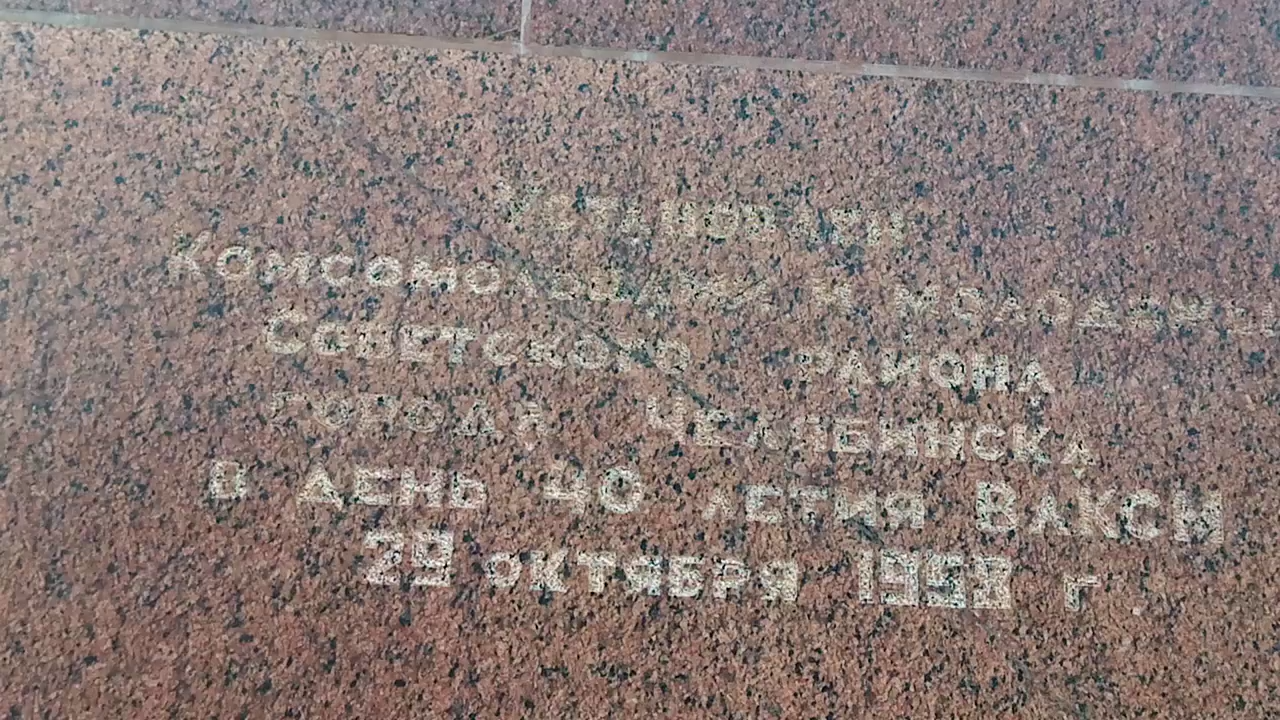 Установили
Комсомольцы и молодежь
Советского района
города Челябинска
в день 40 летия ВЛКСМ
29 октября 1958 г